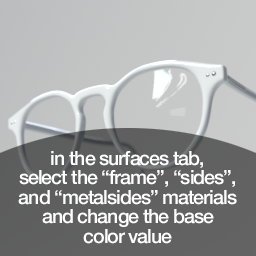 in the surfaces tab,
select the “frame”, “sides”,
and “metalsides” materials
and change the base
color value